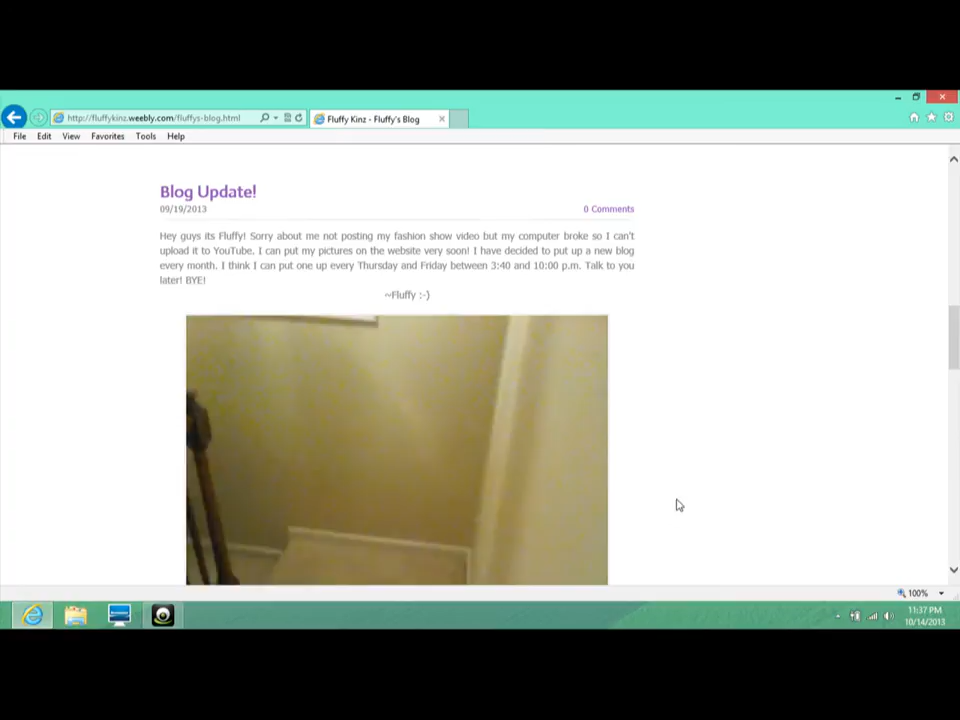 http://fluffykinz.weebly.com/fluffys-blog.html
Fluffy Kinz - Fluffy's Blog
File Edit View Favorites Tools Help
Blog Update!
09/19/2013 0 Comments
Hey guys its Fluffy! Sorry about me not posting my fashion show video but my computer broke so I can't
upload it to YouTube. I can put my pictures on the website very soon! I have decided to put up a new blog
every month. I think I can put one up every Thursday and Friday between 3:40 and 10:00 p.m. Talk to you
later! BYE!
~Fluffy :-)
100%
11:37 PM
10/14/2013